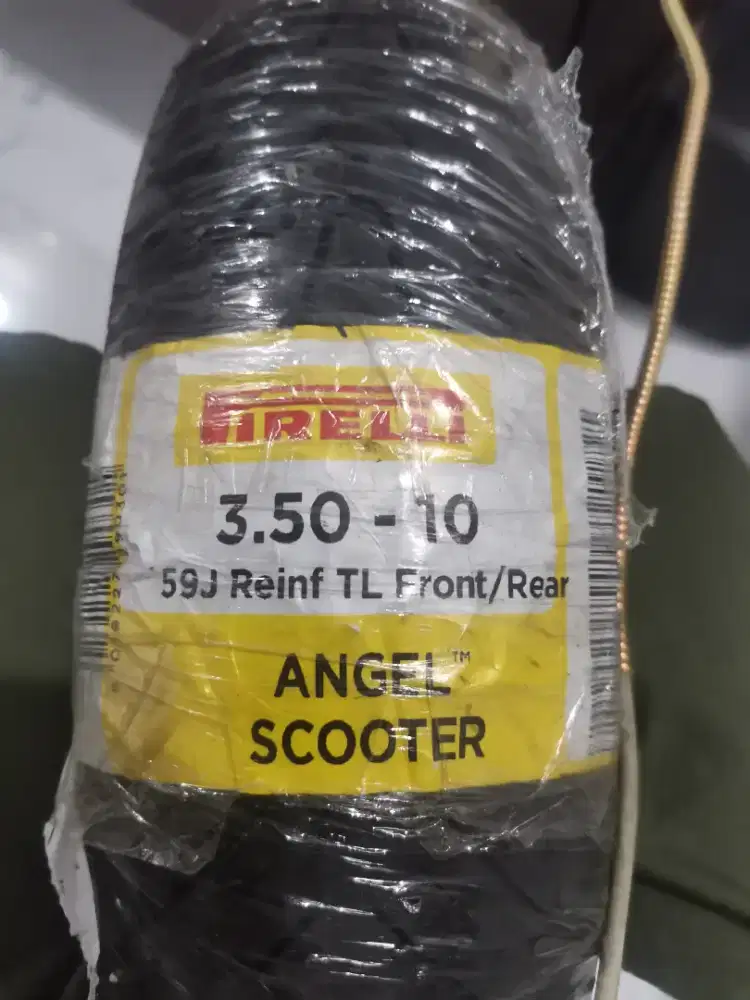 PIRELLI
3.50 - 10
59J Reinf TL Front/Rear
ANGEL™
SCOOTER